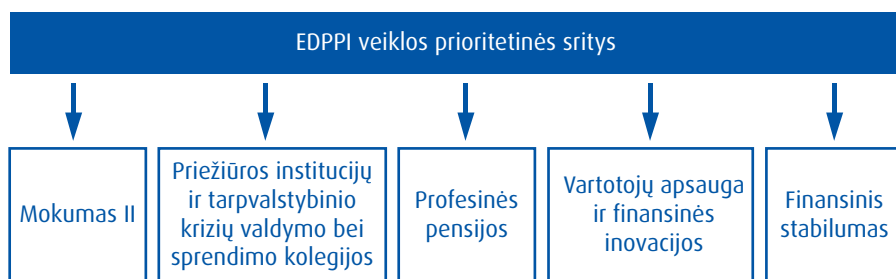 EDPPI veiklos prioritetinės sritys
Mokumas II
Priežiūros institucijų
ir tarpvalstybinio
krizių valdymo bei
sprendimo kolegijos
Profesinės
pensijos
Vartotojų apsauga
ir finansinės
inovacijos
Finansinis
stabilumas